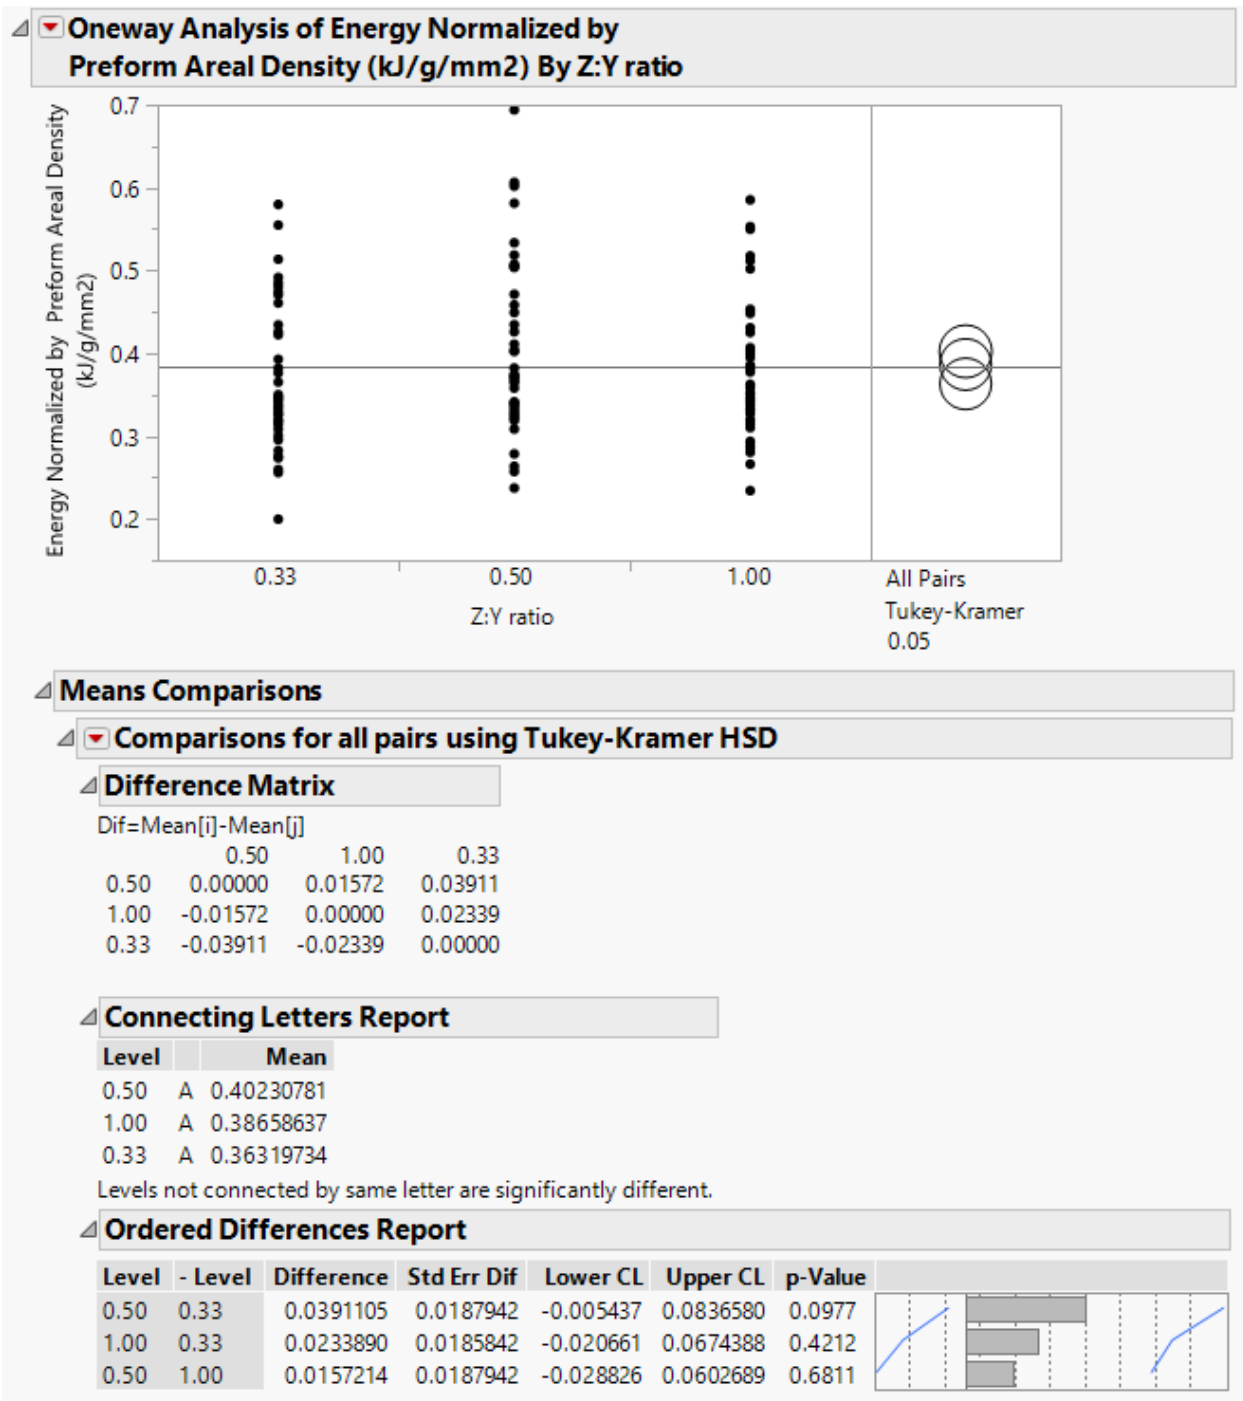 Oneway Analysis of Energy Normalized by
Preform Areal Density (kJ/g/mm2) By Z:Y ratio
Energy Normalized by Preform Areal Density
(kJ/g/mm2)
0.7
0.6
0.5
0.4
0.3
0.2
0.33 0.50 1.00
Z:Y ratio
All Pairs
Tukey-Kramer
0.05
Means Comparisons
Comparisons for all pairs using Tukey-Kramer HSD
Difference Matrix
Dif=Mean[i]-Mean[j]
0.50 1.00 0.33
0.50 0.00000 0.01572 0.03911
1.00 -0.01572 0.00000 0.02339
0.33 -0.03911 -0.02339 0.00000
Connecting Letters Report
Level Mean
0.50 A 0.40230781
1.00 A 0.38658637
0.33 A 0.36319734
Levels not connected by same letter are significantly different.
Ordered Differences Report
Level - Level Difference Std Err Dif Lower CL Upper CL p-Value
0.50 0.33 0.0391105 0.0187942 -0.005437 0.0836580 0.0977
1.00 0.33 0.0233890 0.0185842 -0.020661 0.0674388 0.4212
0.50 1.00 0.0157214 0.0187942 -0.028826 0.0602689 0.6811